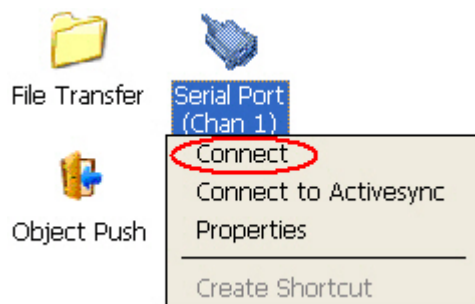 File Transfer
Serial Port
(Chan 1)
Connect
Connect to Activesync
Object Push
Properties
Create Shortcut